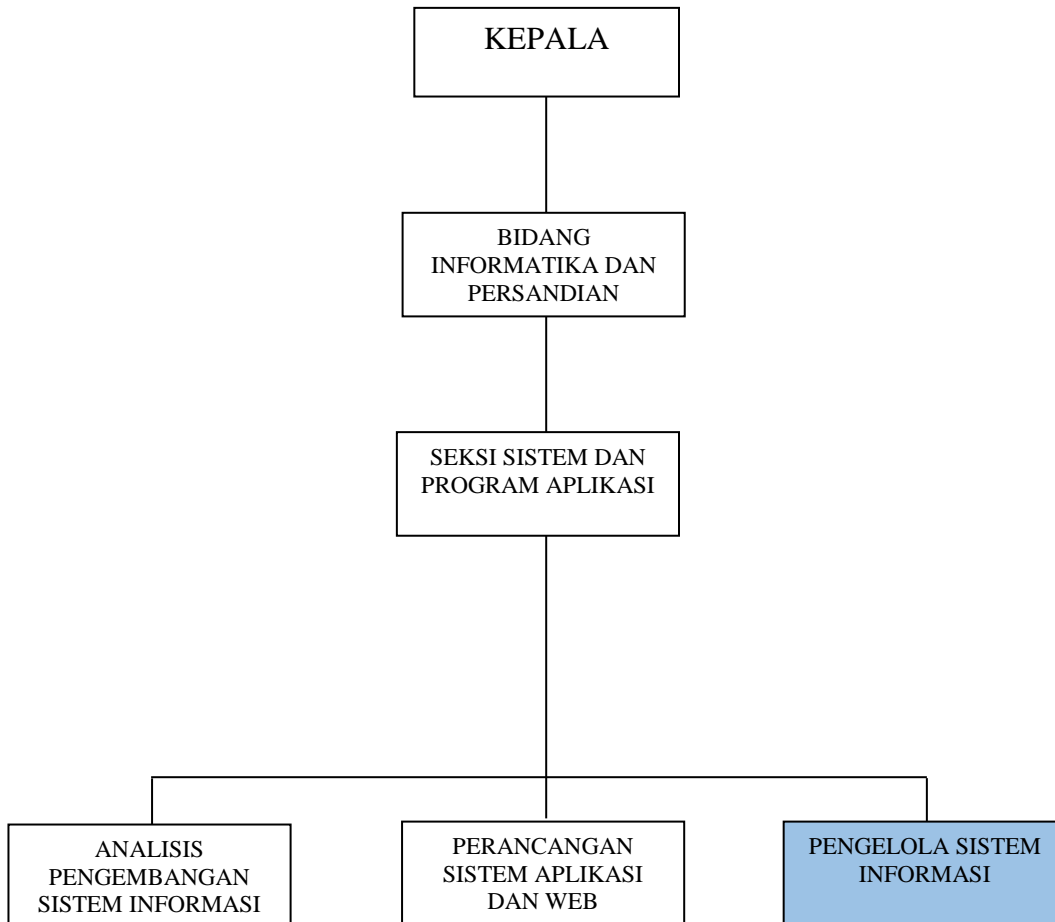 KEPALA
BIDANG
INFORMATIKA DAN
PERSANDIAN
SEKSI SISTEM DAN
PROGRAM APLIKASI
ANALISIS
PENGEMBANGAN
SISTEM INFORMASI
PERANCANGAN
SISTEM APLIKASI
DAN WEB
PENGELOLA SISTEM
INFORMASI